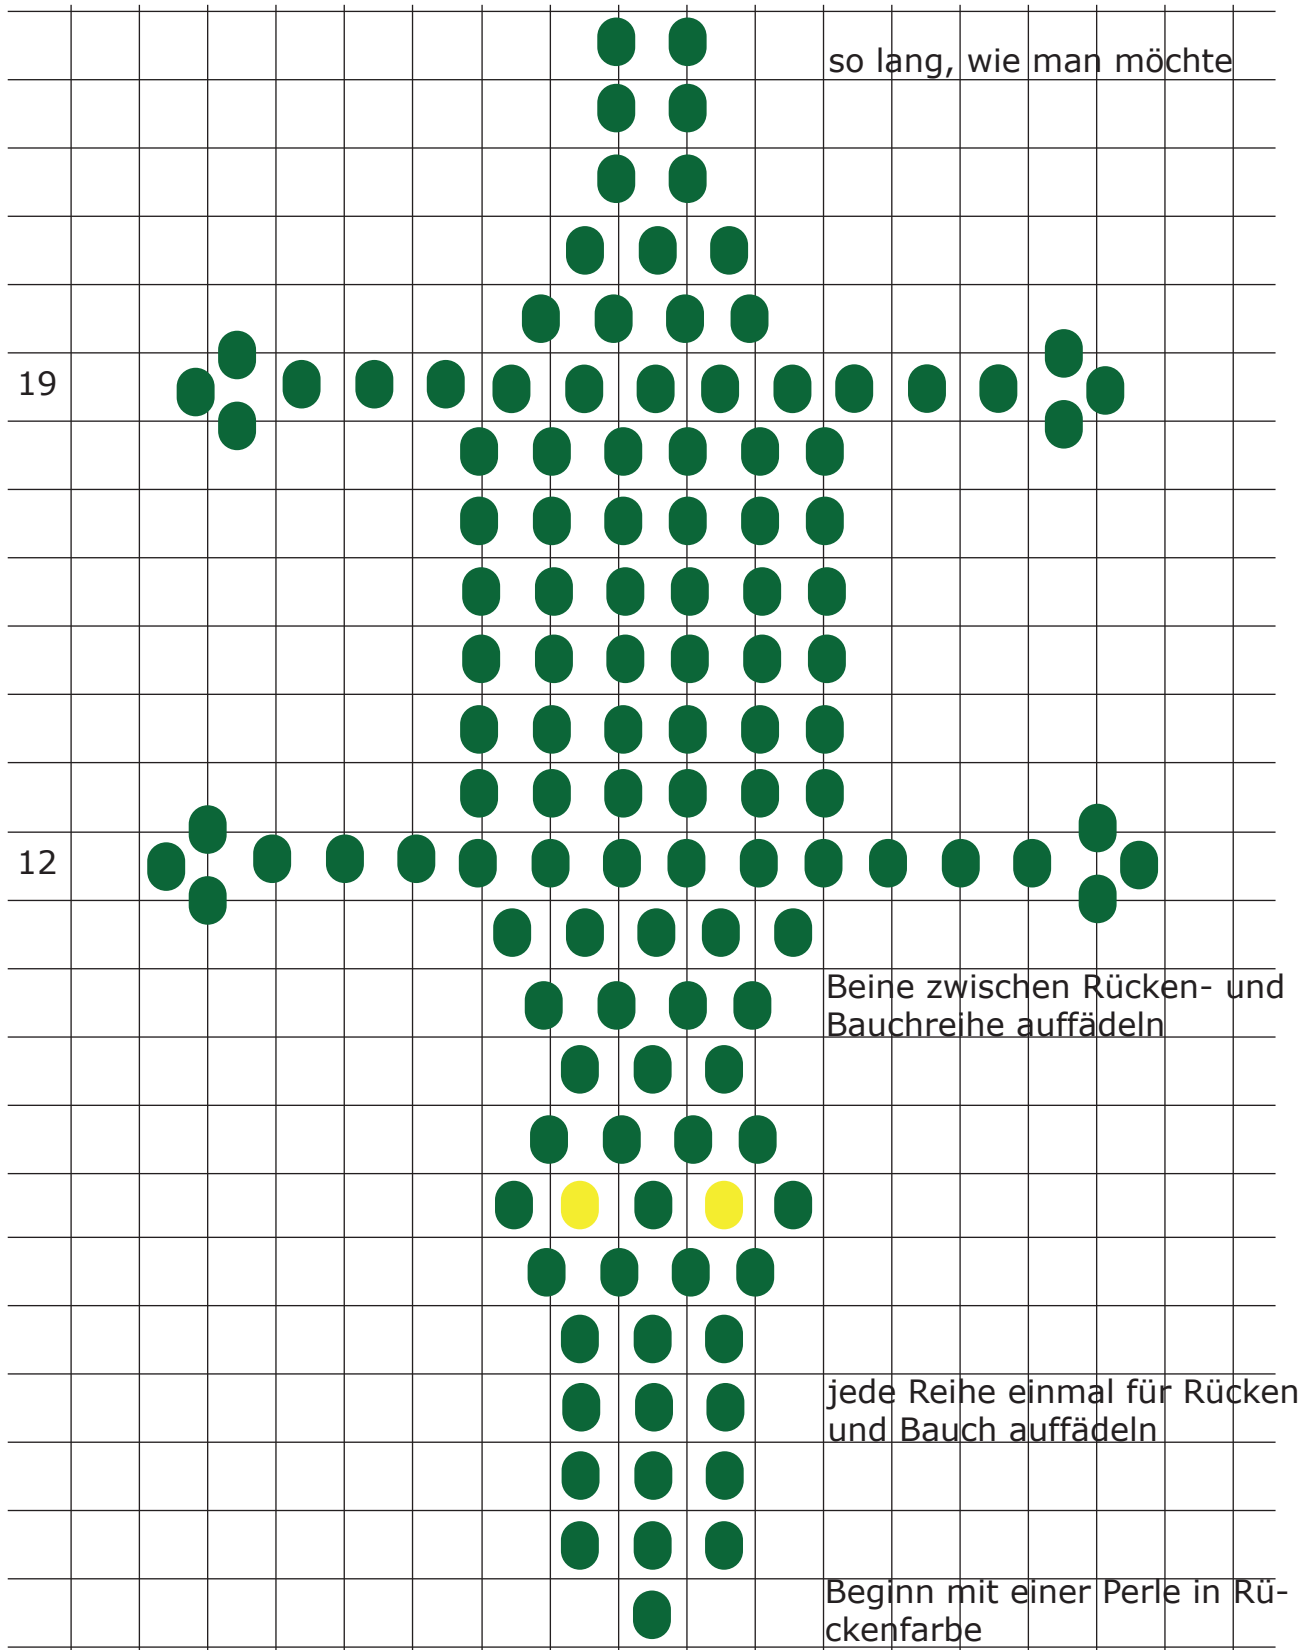 so lang, wie man möchte
19
12
Beine zwischen Rücken- und
Bauchreihe auffädeln
jede Reihe einmal für Rücken
und Bauch auffädeln
Beginn mit einer Perle in Rü-
ckenfarbe